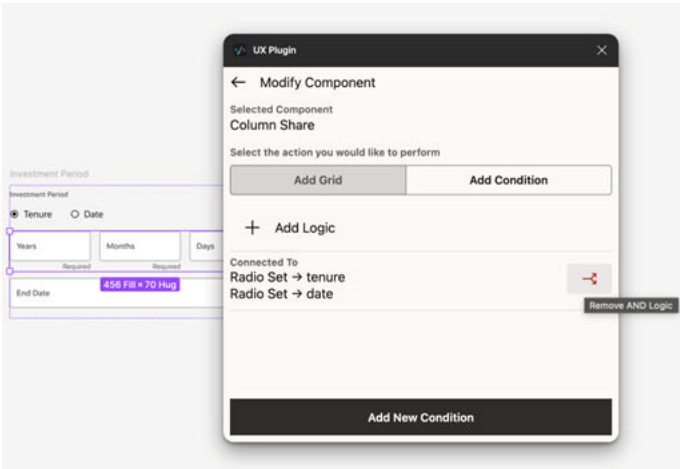 UX Plugin
Modify Component
Selected Component
Column Share
Select the action you would like to perform
Add Grid
Add Condition
Add Logic
Connected To
Radio Set → tenure
Radio Set → date
Remove AND Logic
Add New Condition
Investment Period
Investment Period
Tenure
Date
Years
Months
Days
Required
Required
456 Fill × 70 Hug
End Date